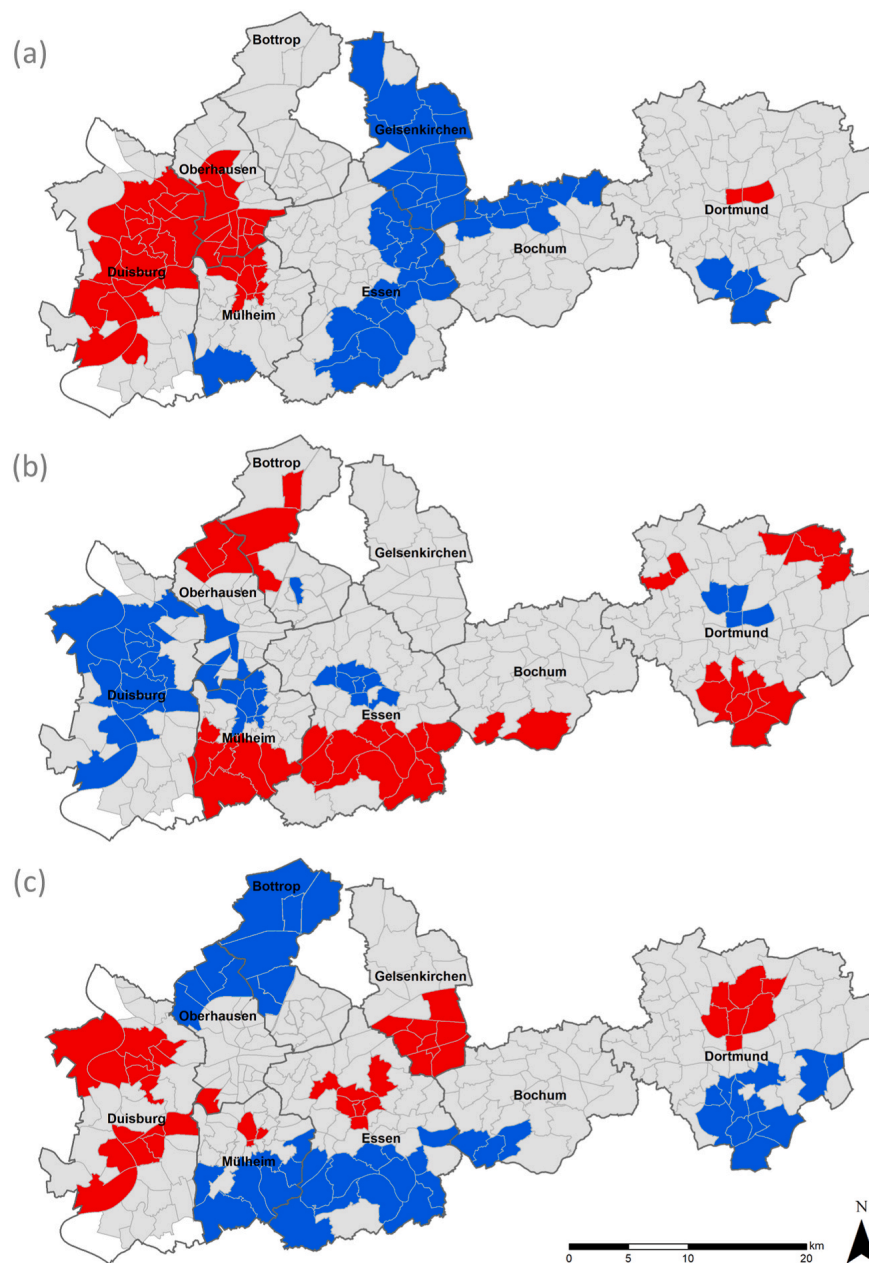 (a)
Bottrop
Gelsenkirchen
Oberhausen
Dortmund
Bochum
Duisburg
Essen
Mülheim
(b)
Bottrop
Gelsenkirchen
Oberhausen
Dortmund
Bochum
Duisburg
Essen
Mülheim
(c)
Bottrop
Gelsenkirchen
Oberhausen
Dortmund
Bochum
Duisburg
Essen
Mülheim
N
km
0 5 10 20